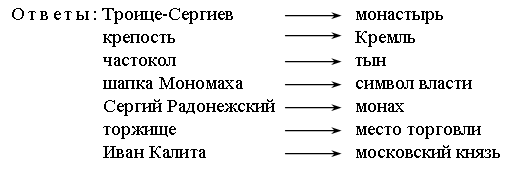 Ответы: Троице-Сергиев → монастырь
крепость → Кремль
частокол → тын
шапка Мономаха → символ власти
Сергий Радонежский → монах
торжище → место торговли
Иван Калита → московский князь